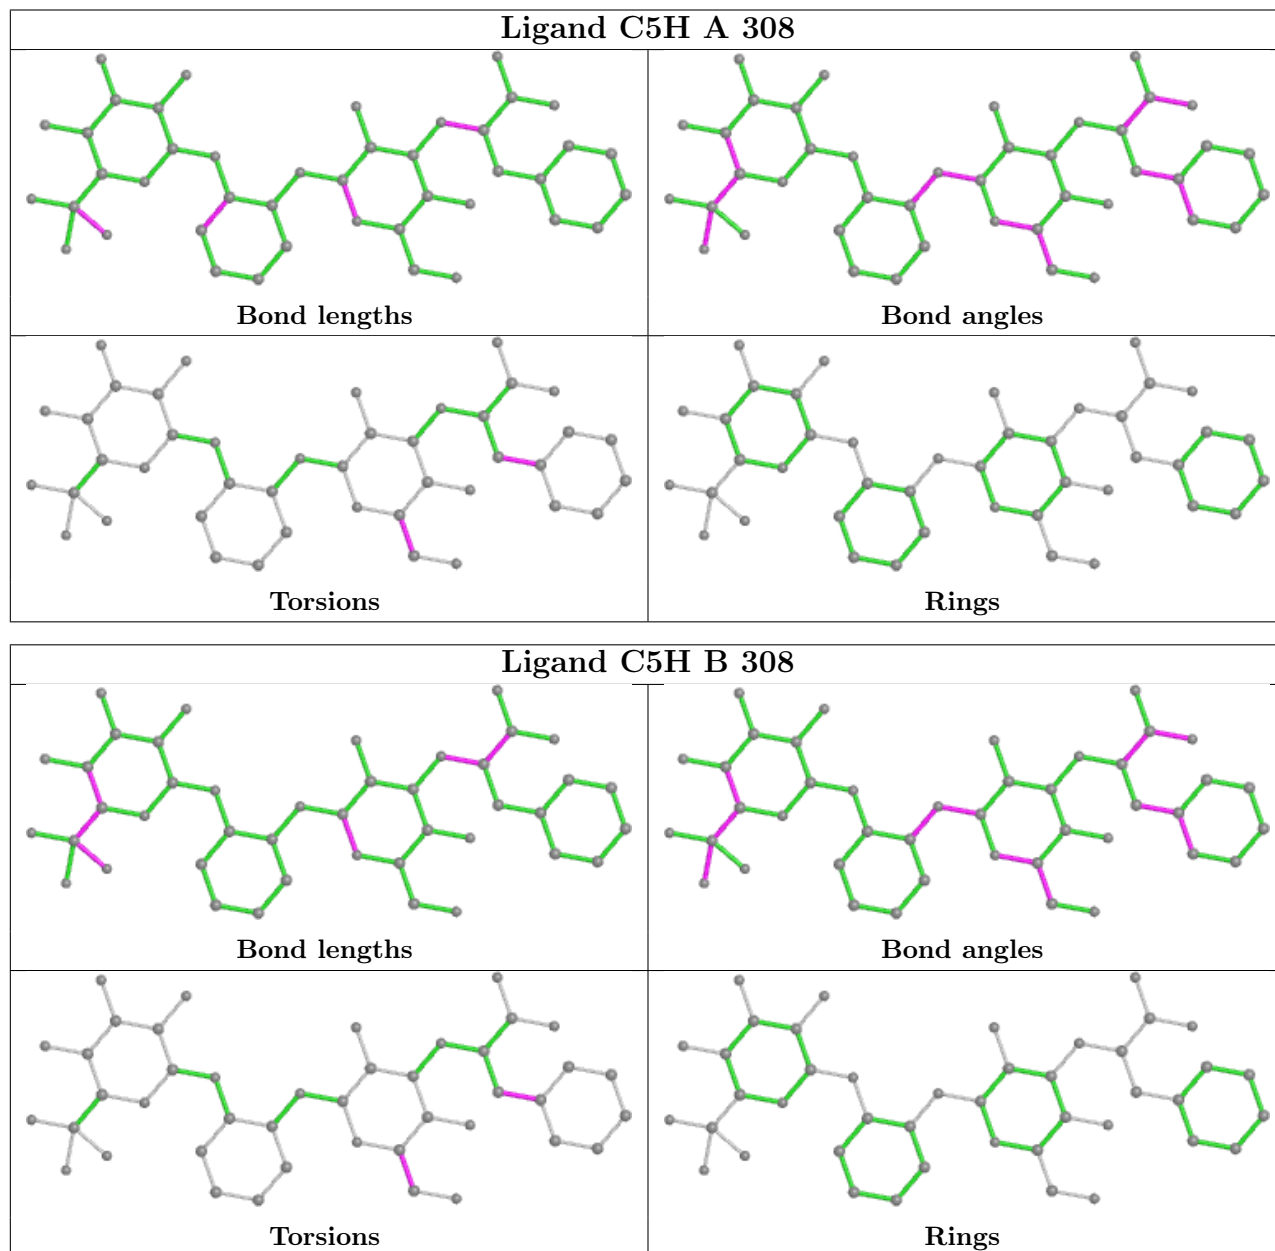 Ligand C5H A 308
Bond lengths
Bond angles
Torsions
Rings
Ligand C5H B 308
Bond lengths
Bond angles
Torsions
Rings